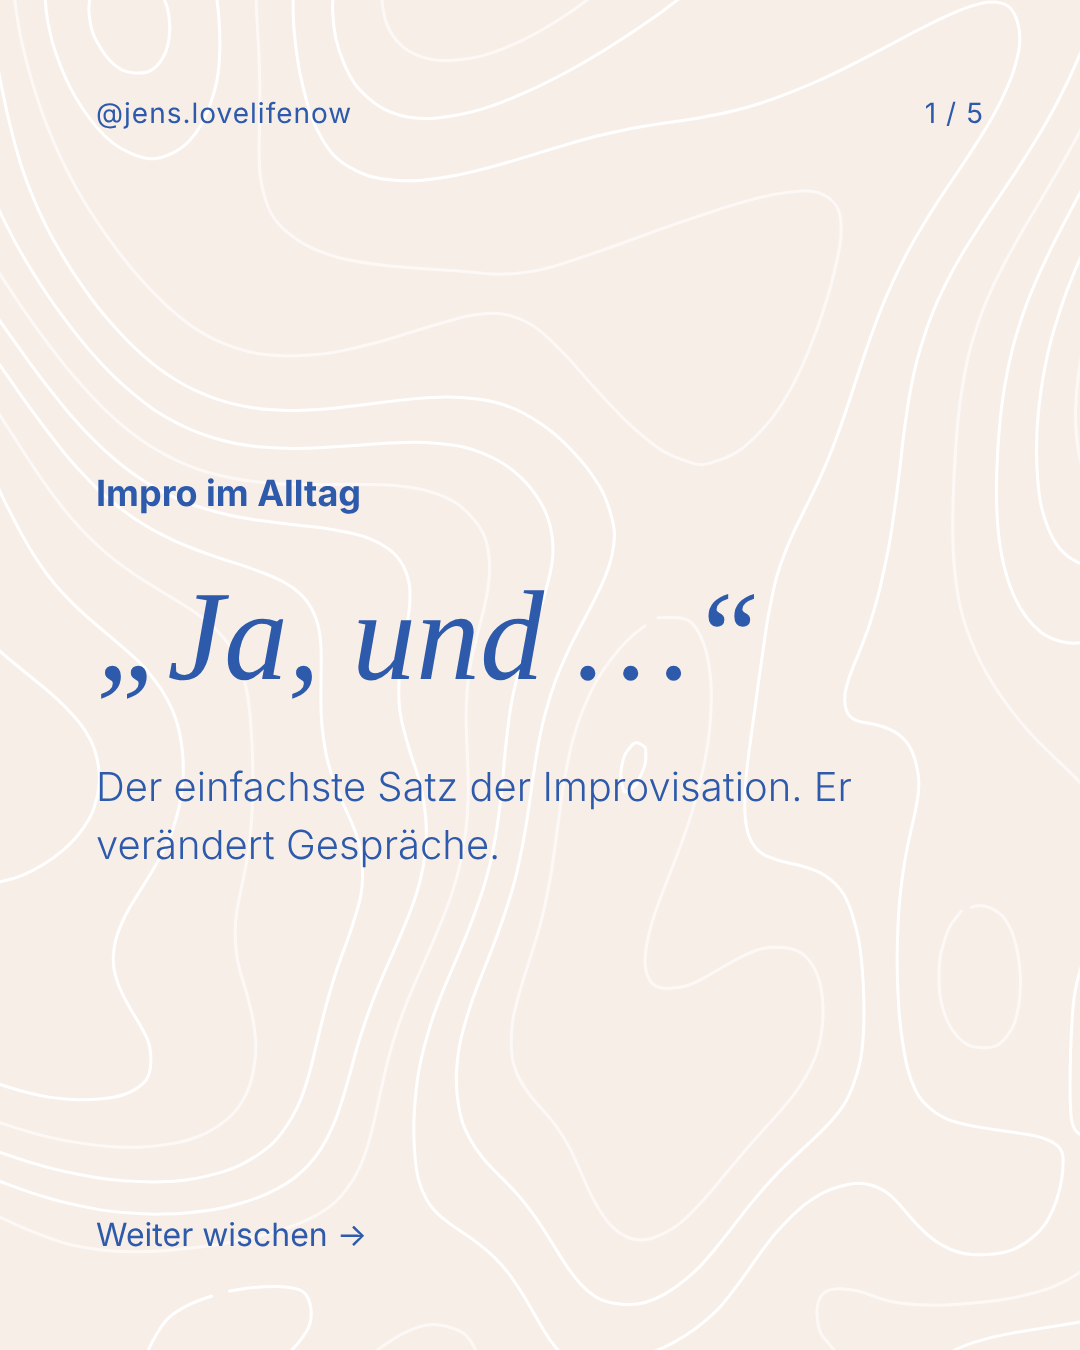 @jens.lovelifenow
1 / 5
Impro im Alltag
„Ja, und …“
Der einfachste Satz der Improvisation. Er
verändert Gespräche.
Weiter wischen →